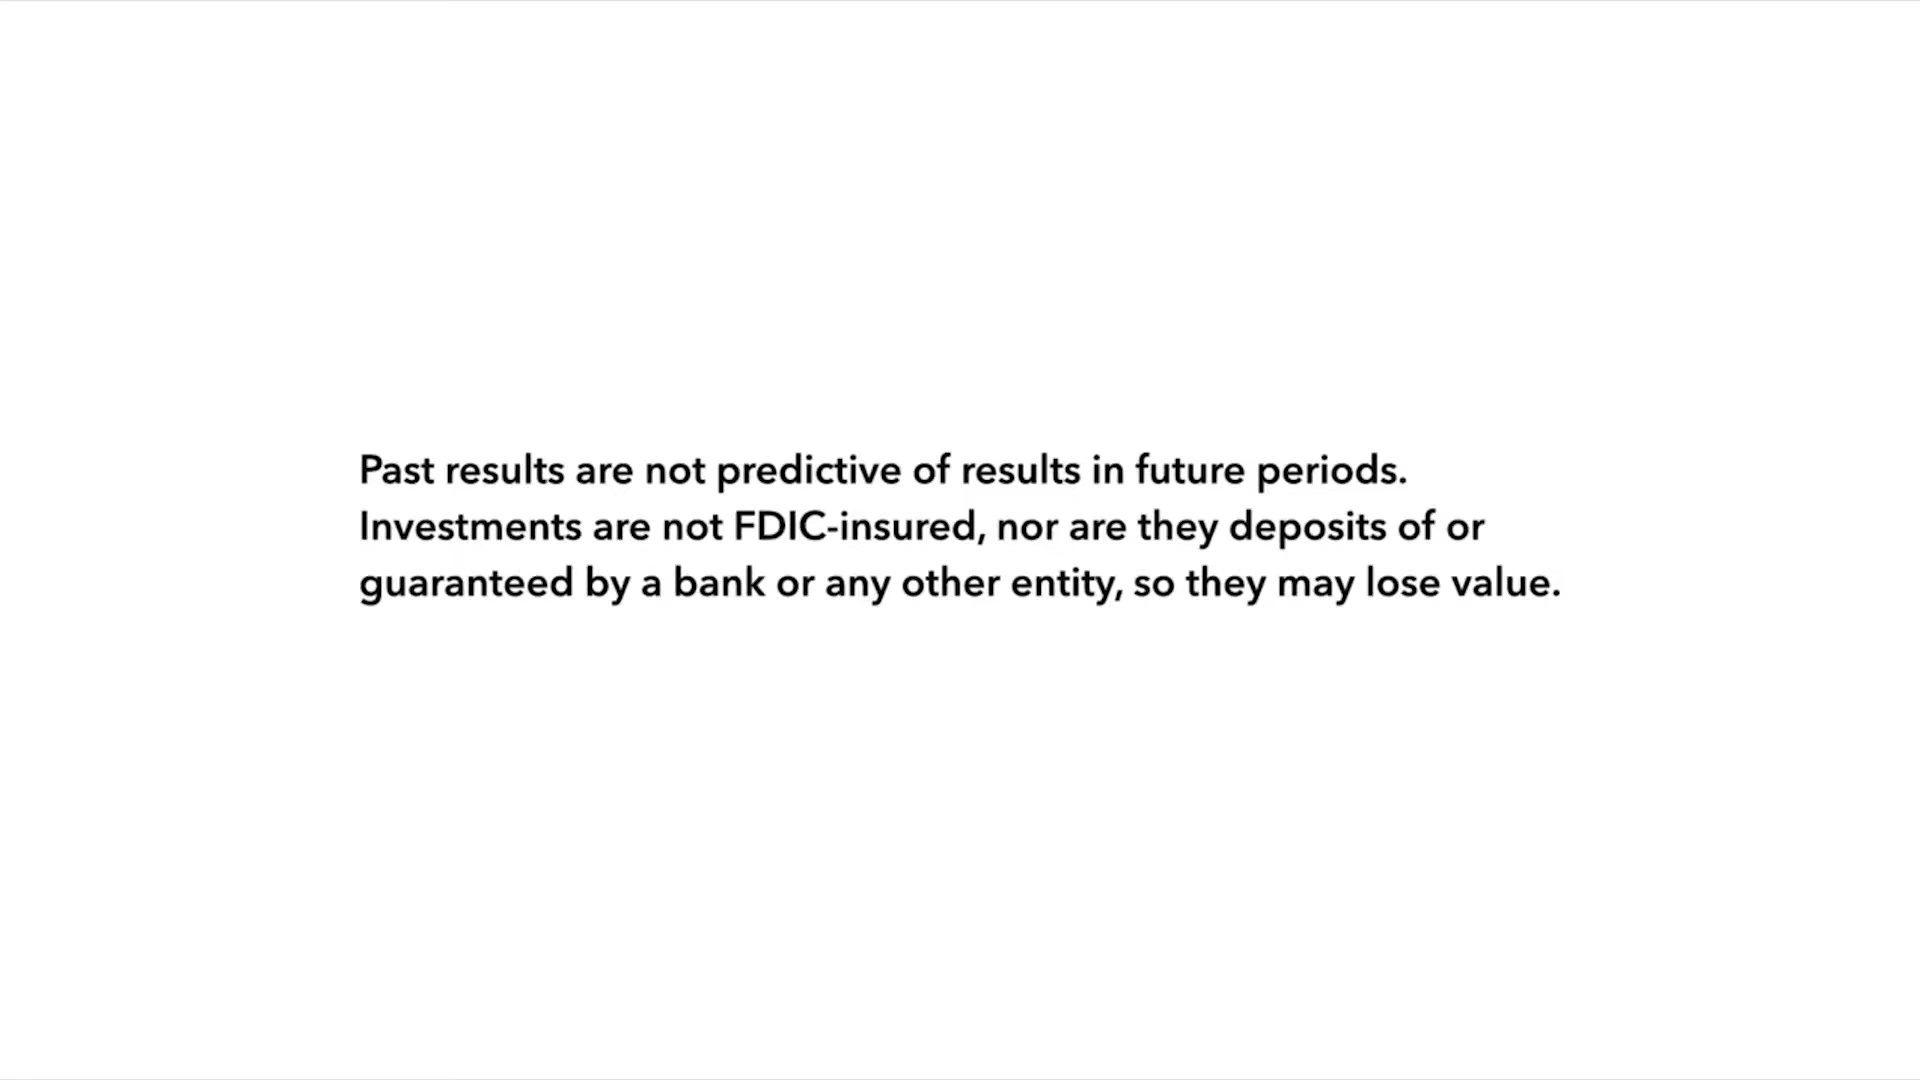 Past results are not predictive of results in future periods.
Investments are not FDIC-insured, nor are they deposits of or
guaranteed by a bank or any other entity, so they may lose value.